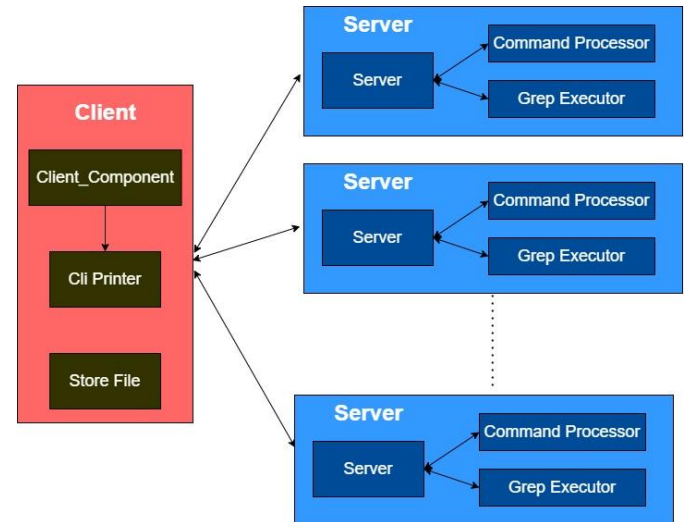 Client
Client_Component
Cli Printer
Store File
Server
Server
Command Processor
Grep Executor
Server
Server
Command Processor
Grep Executor
Server
Server
Command Processor
Grep Executor